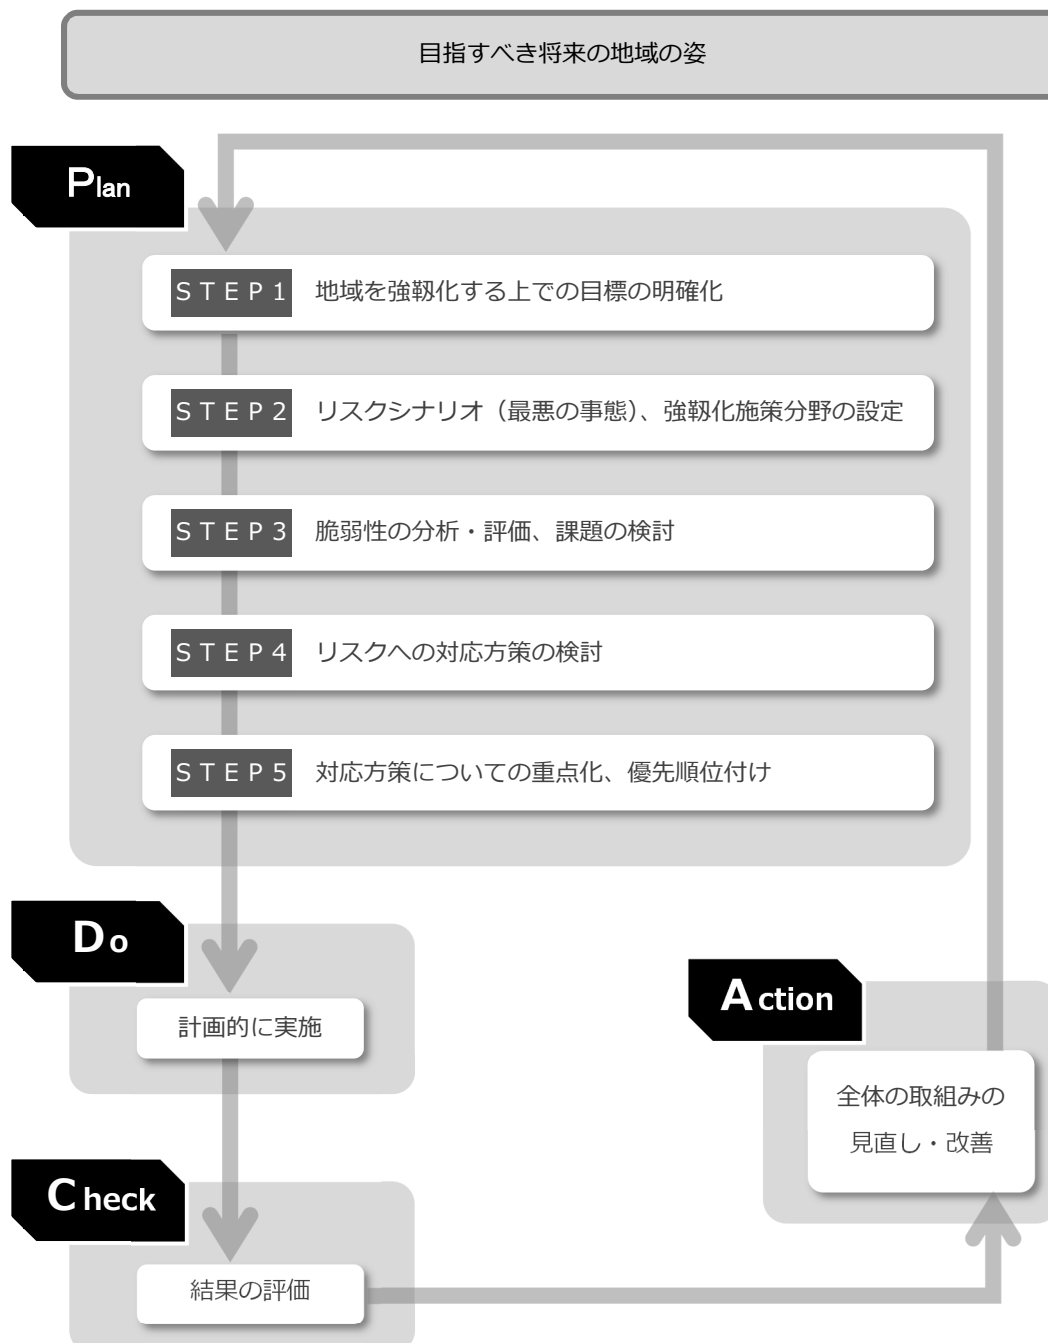 目指すべき将来の地域の姿
Plan
ＳＴＥＰ１ 地域を強靱化する上での目標の明確化
ＳＴＥＰ２ リスクシナリオ（最悪の事態）、強靱化施策分野の設定
ＳＴＥＰ３ 脆弱性の分析・評価、課題の検討
ＳＴＥＰ４ リスクへの対応方策の検討
ＳＴＥＰ５ 対応方策についての重点化、優先順位付け
Do
計画的に実施
Action
全体の取組みの
見直し・改善
Check
結果の評価